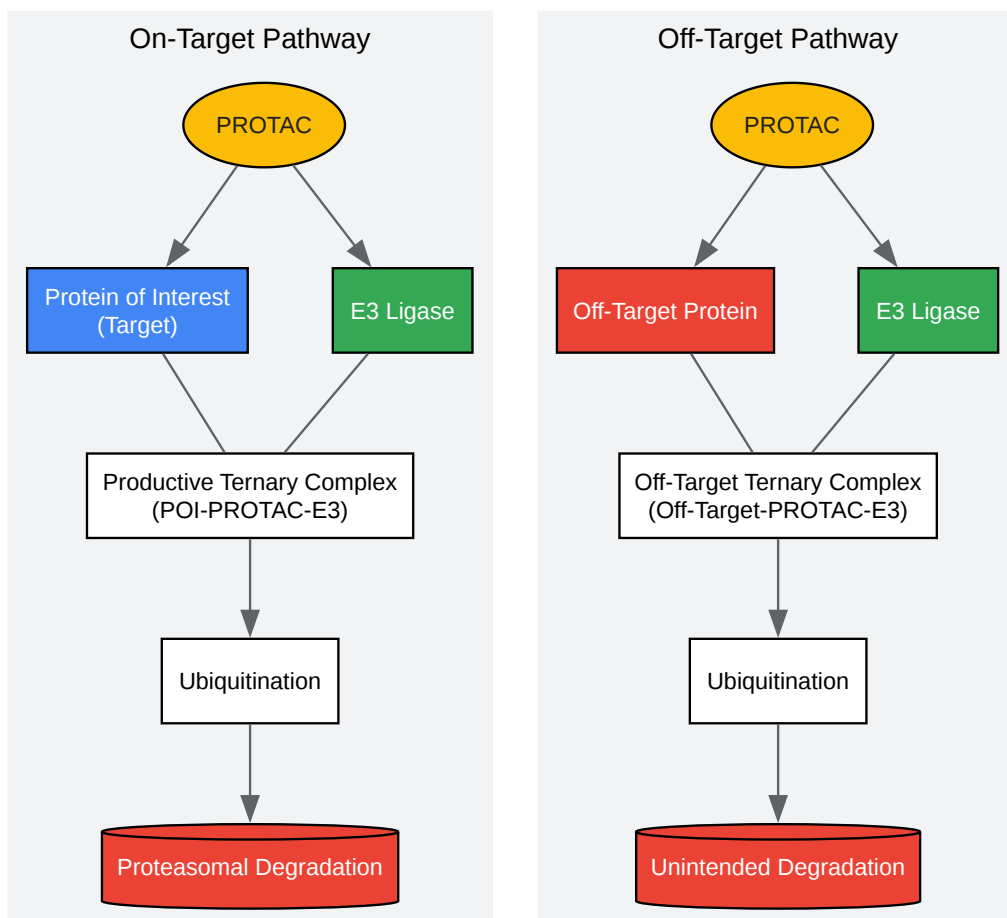 On-Target Pathway
PROTAC
Protein of Interest
(Target)
E3 Ligase
Productive Ternary Complex
(POI-PROTAC-E3)
Ubiquitination
Proteasomal Degradation
Off-Target Pathway
PROTAC
Off-Target Protein
E3 Ligase
Off-Target Ternary Complex
(Off-Target-PROTAC-E3)
Ubiquitination
Unintended Degradation